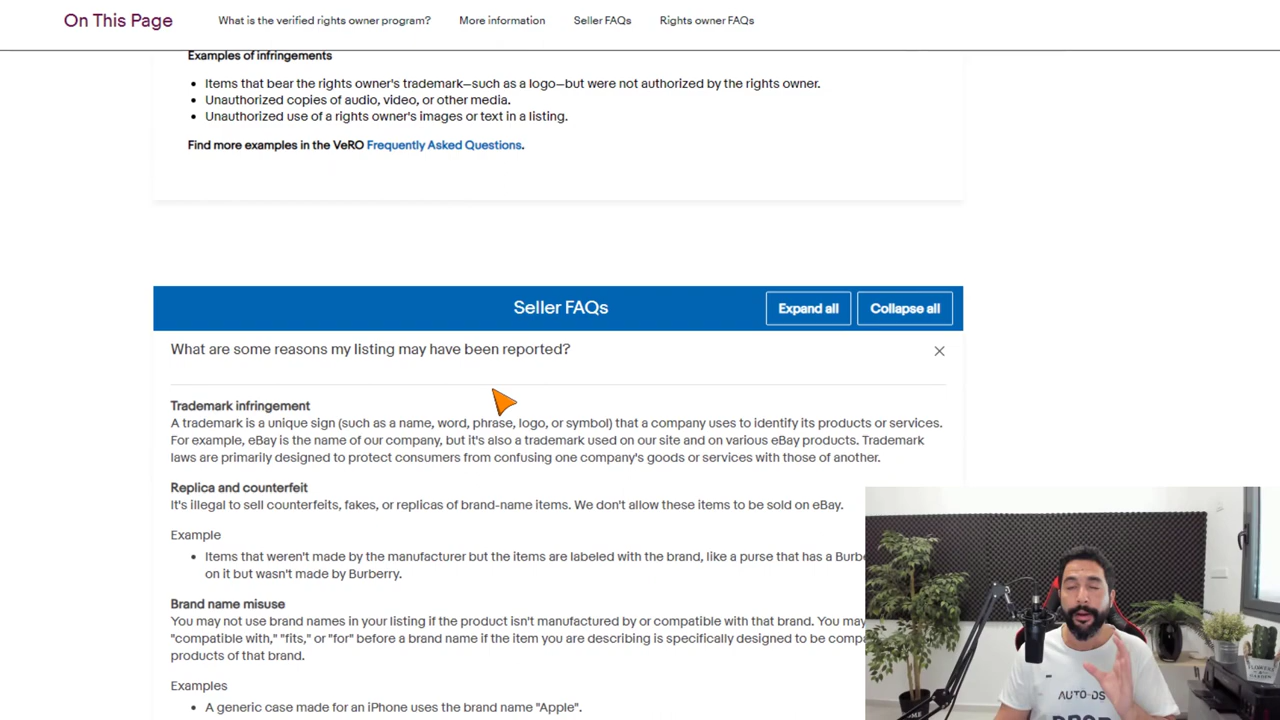 On This Page What is the verified rights owner program? More information Seller FAQs Rights owner FAQs
Examples of infringements
• Items that bear the rights owner's trademark—such as a logo—but were not authorized by the rights owner.
• Unauthorized copies of audio, video, or other media.
• Unauthorized use of a rights owner's images or text in a listing.
Find more examples in the VeRO Frequently Asked Questions.
Seller FAQs Expand all Collapse all
What are some reasons my listing may have been reported?
Trademark infringement
A trademark is a unique sign (such as a name, word, phrase, logo, or symbol) that a company uses to identify its products or services.
For example, eBay is the name of our company, but it's also a trademark used on our site and on various eBay products. Trademark
laws are primarily designed to protect consumers from confusing one company's goods or services with those of another.
Replica and counterfeit
It's illegal to sell counterfeits, fakes, or replicas of brand-name items. We don't allow these items to be sold on eBay.
Example
• Items that weren't made by the manufacturer but the items are labeled with the brand, like a purse that has a
on it but wasn't made by Burberry.
Brand name misuse
You may not use brand names in your listing if the product isn't manufactured by or compatible with that brand. You may
"compatible with," "fits," or "for" before a brand name if the item you are describing is specifically designed to be
products of that brand.
Examples
• A generic case made for an iPhone uses the brand name "Apple".
AUTO-DS